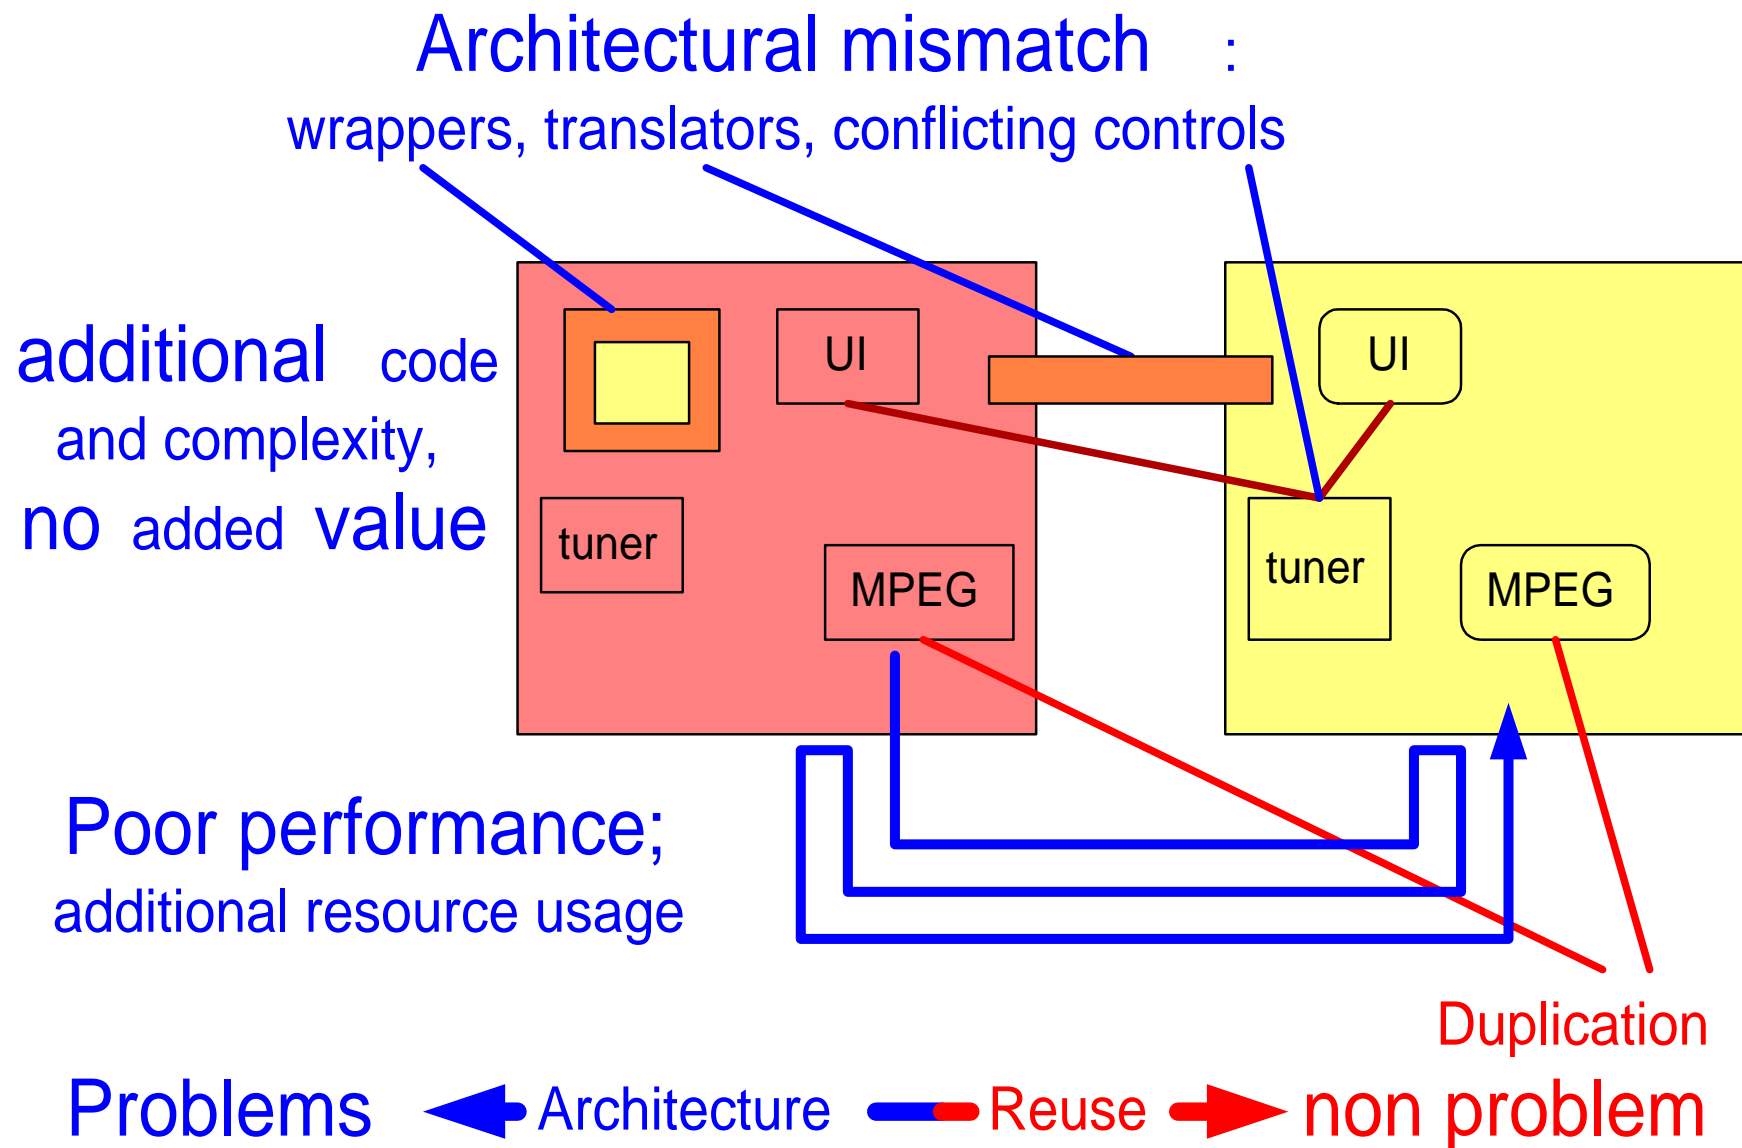 Architectural mismatch :
wrappers, translators, conflicting controls
additional code
and complexity,
no added value
UI
tuner
MPEG
UI
tuner
MPEG
Poor performance;
additional resource usage
Duplication
Problems Architecture Reuse non problem